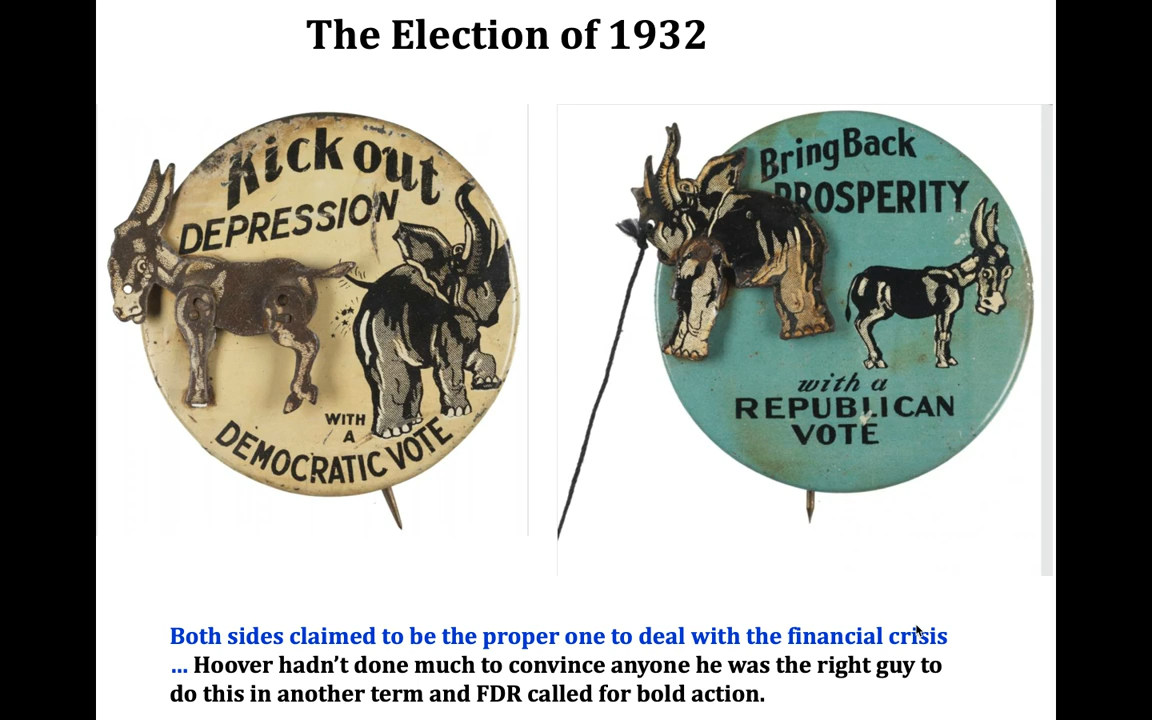 The Election of 1932
Kick out
DEPRESSION
WITH
A
DEMOCRATIC VOTE
Bring Back
PROSPERITY
with a
REPUBLICAN
VOTE
Both sides claimed to be the proper one to deal with the financial crisis
... Hoover hadn’t done much to convince anyone he was the right guy to
do this in another term and FDR called for bold action.